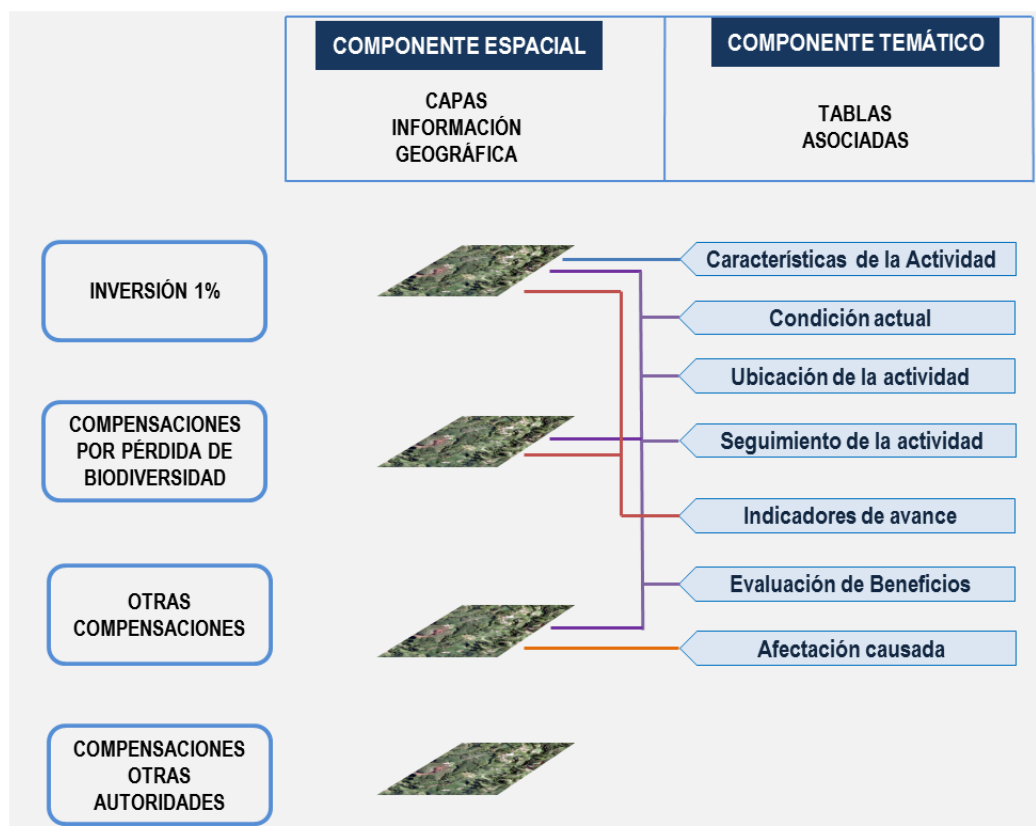 COMPONENTE ESPACIAL
CAPAS
INFORMACIÓN
GEOGRÁFICA
COMPONENTE TEMÁTICO
TABLAS
ASOCIADAS
INVERSIÓN 1%
Características de la Actividad
Condición actual
Ubicación de la actividad
COMPENSACIONES
POR PÉRDIDA DE
BIODIVERSIDAD
Seguimiento de la actividad
Indicadores de avance
OTRAS
COMPENSACIONES
Evaluación de Beneficios
Afectación causada
COMPENSACIONES
OTRAS
AUTORIDADES